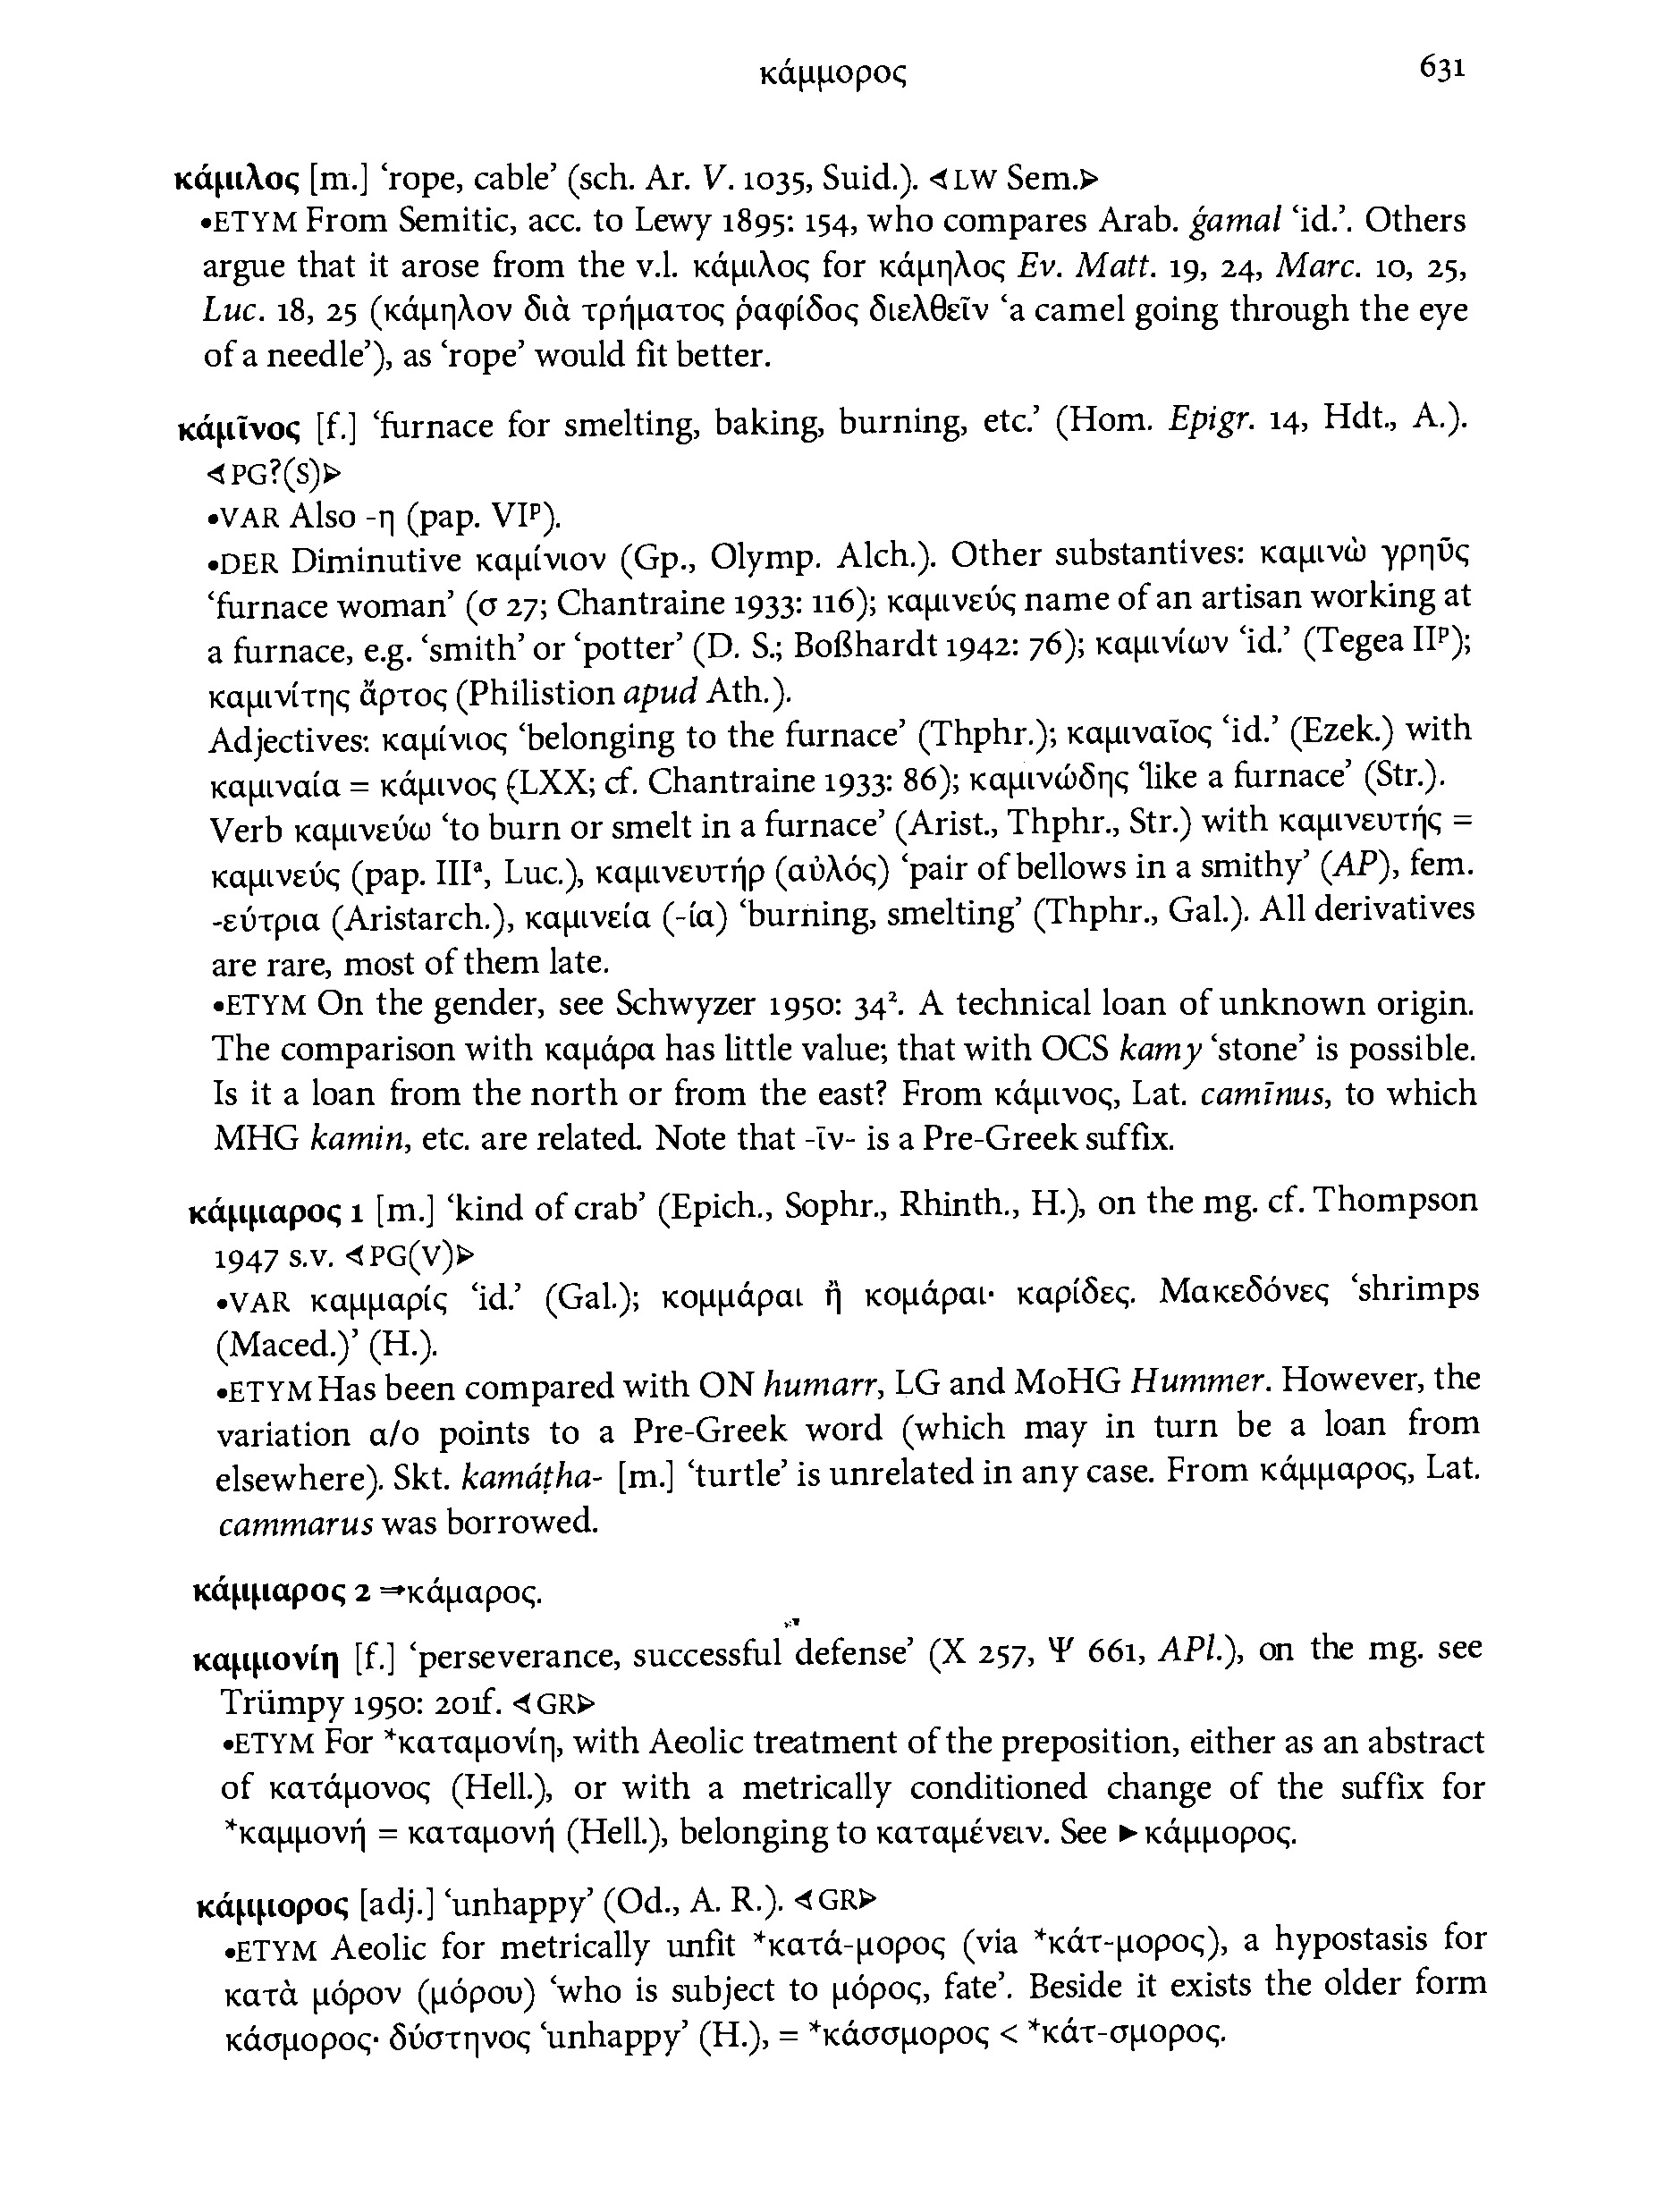 κάμμορος 631
κάμιλος [m.] ‘rope, cable’ (sch. Ar. V. 1035, Suid.). ⊲LW Sem.⊳
•ETYM From Semitic, acc. to Lewy 1895: 154, who compares Arab. ǵamal ‘id.’. Others
argue that it arose from the v.l. κάμιλος for κάμηλος Ev. Matt. 19, 24, Marc. 10, 25,
Luc. 18, 25 (κάμηλον διὰ τρήματος ῥαφίδος διελθεῖν ‘a camel going through the eye
of a needle’), as ‘rope’ would fit better.
κάμῑνος [f.] ‘furnace for smelting, baking, burning, etc.’ (Hom. Epigr. 14, Hdt., A.).
⊲PG?(S)⊳
•VAR Also -η (pap. VIᵖ).
•DER Diminutive καμίνιον (Gp., Olymp. Alch.). Other substantives: καμινὼ γρηῦς
‘furnace woman’ (σ 27; Chantraine 1933: 116); καμινεύς name of an artisan working at
a furnace, e.g. ‘smith’ or ‘potter’ (D. S.; Boßhardt 1942: 76); καμινίων ‘id.’ (Tegea IIᵖ);
καμινίτης ἄρτος (Philistion apud Ath.).
Adjectives: καμίνιος ‘belonging to the furnace’ (Thphr.); καμιναῖος ‘id.’ (Ezek.) with
καμιναία = κάμινος (LXX; cf. Chantraine 1933: 86); καμινώδης ‘like a furnace’ (Str.).
Verb καμινεύω ‘to burn or smelt in a furnace’ (Arist., Thphr., Str.) with καμινευτής =
καμινεύς (pap. IIIᵃ, Luc.), καμινευτήρ (αὐλός) ‘pair of bellows in a smithy’ (AP), fem.
-εύτρια (Aristarch.), καμινεία (-ία) ‘burning, smelting’ (Thphr., Gal.). All derivatives
are rare, most of them late.
•ETYM On the gender, see Schwyzer 1950: 34². A technical loan of unknown origin.
The comparison with καμάρα has little value; that with OCS kamy ‘stone’ is possible.
Is it a loan from the north or from the east? From κάμινος, Lat. camīnus, to which
MHG kamin, etc. are related. Note that -ῑν- is a Pre-Greek suffix.
κάμμαρος 1 [m.] ‘kind of crab’ (Epich., Sophr., Rhinth., H.), on the mg. cf. Thompson
1947 s.v. ⊲PG(V)⊳
•VAR καμμαρίς ‘id.’ (Gal.); κομμάραι ἤ κομάραι· καρίδες. Μακεδόνες ‘shrimps
(Maced.)’ (H.).
•ETYM Has been compared with ON humarr, LG and MoHG Hummer. However, the
variation α/ο points to a Pre-Greek word (which may in turn be a loan from
elsewhere). Skt. kamáṭha- [m.] ‘turtle’ is unrelated in any case. From κάμμαρος, Lat.
cammarus was borrowed.
κάμμαρος 2 ⇒κάμαρος.
καμμονίη [f.] ‘perseverance, successful defense’ (Χ 257, Ψ 661, APl.), on the mg. see
Trümpy 1950: 201f. ⊲GR⊳
•ETYM For *καταμονίη, with Aeolic treatment of the preposition, either as an abstract
of κατάμονος (Hell.), or with a metrically conditioned change of the suffix for
*καμμονή = καταμονή (Hell.), belonging to καταμένειν. See ►κάμμορος.
κάμμορος [adj.] ‘unhappy’ (Od., A. R.). ⊲GR⊳
•ETYM Aeolic for metrically unfit *κατά-μορος (via *κάτ-μορος), a hypostasis for
κατὰ μόρον (μόρου) ‘who is subject to μόρος, fate’. Beside it exists the older form
κάσμορος· δύστηνος ‘unhappy’ (H.), = *κάσσμορος < *κάτ-σμορος.